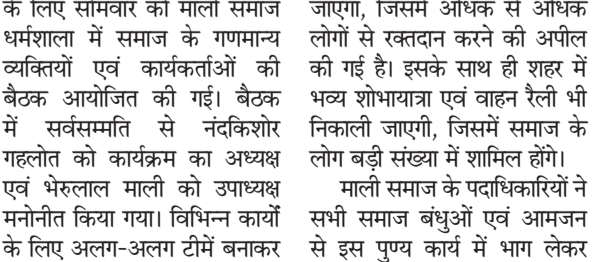 के लिए सोमवार को माली समाज
धर्मशाला में समाज के गणमान्य
व्यक्तियों एवं कार्यकर्ताओं की
बैठक आयोजित की गई। बैठक
में सर्वसम्मति से नंदकिशोर
गहलोत को कार्यक्रम का अध्यक्ष
एवं भेरुलाल माली को उपाध्यक्ष
मनोनीत किया गया। विभिन्न कार्यों
के लिए अलग-अलग टीमें बनाकर
जाएगा, जिसमें अधिक से अधिक
लोगों से रक्तदान करने की अपील
की गई है। इसके साथ ही शहर में
भव्य शोभायात्रा एवं वाहन रैली भी
निकाली जाएगी, जिसमें समाज के
लोग बड़ी संख्या में शामिल होंगे।
माली समाज के पदाधिकारियों ने
सभी समाज बंधुओं एवं आमजन
से इस पुण्य कार्य में भाग लेकर